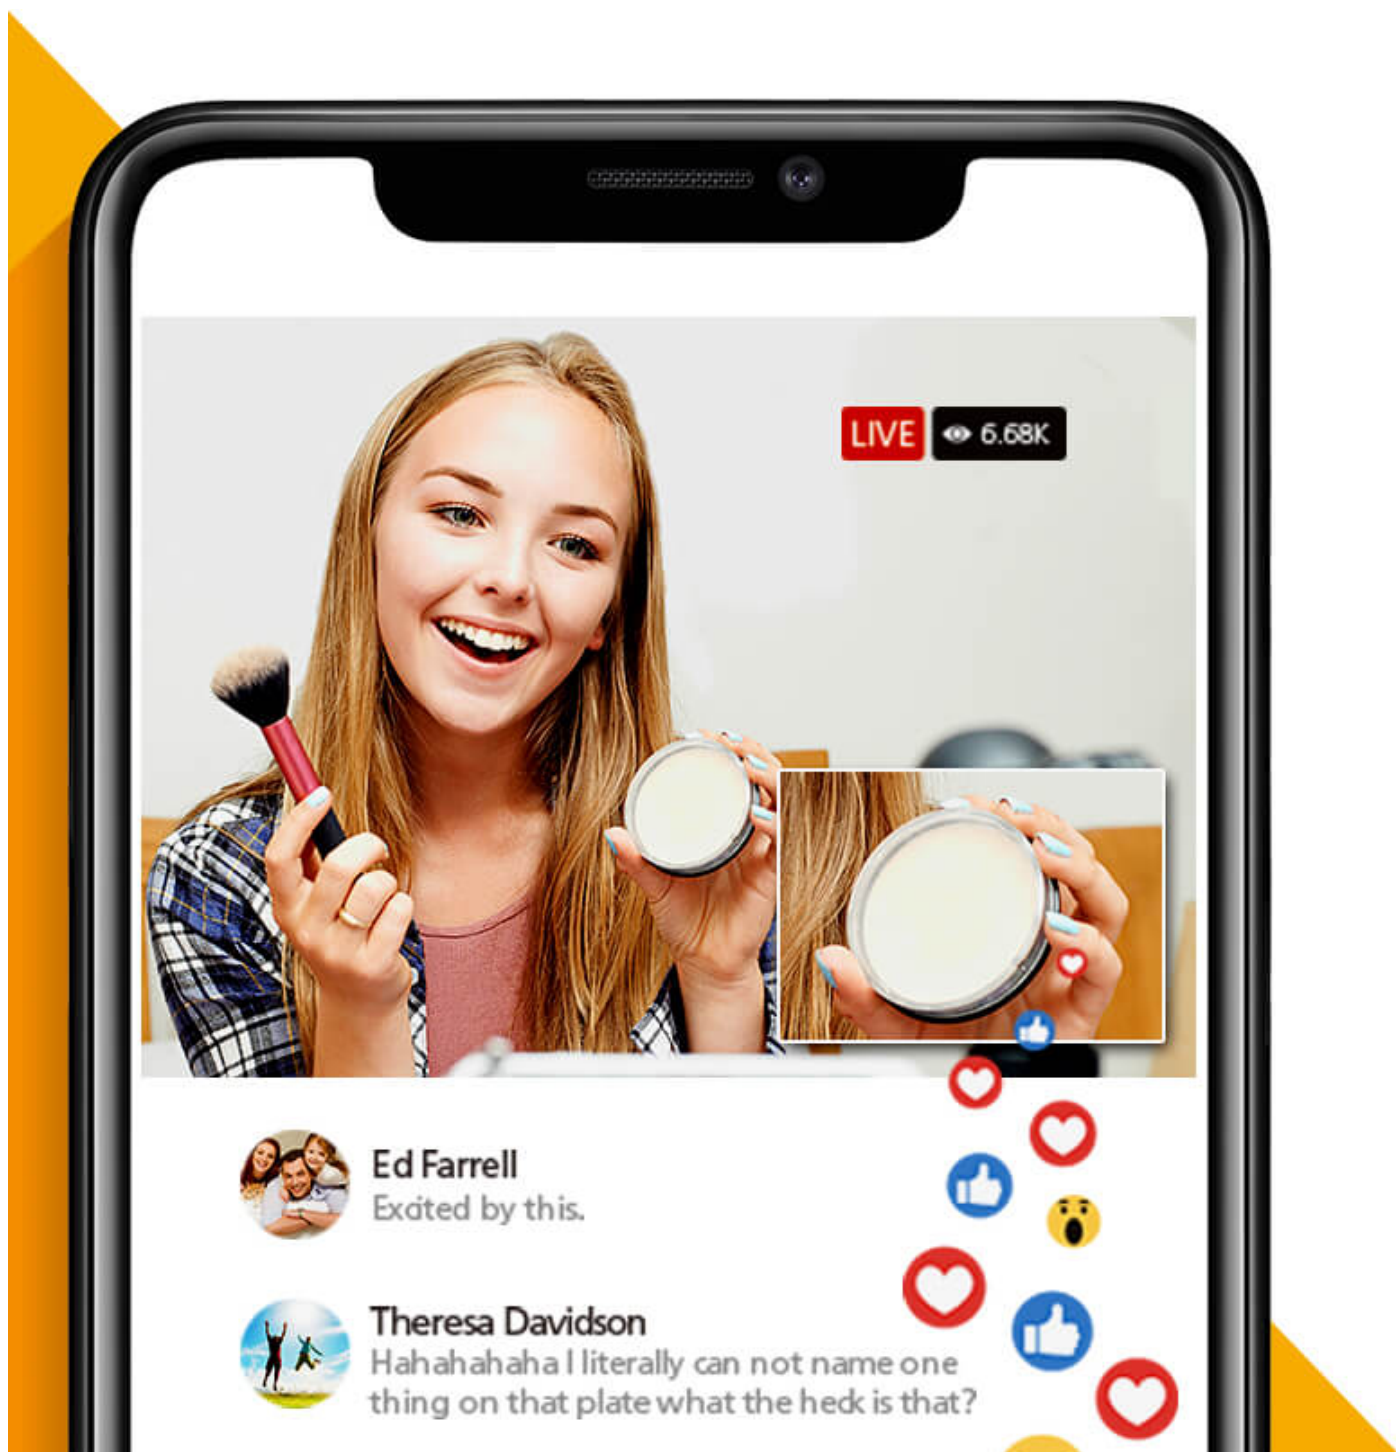 LIVE 6.68K
Ed Farrell
Excited by this.
Theresa Davidson
Hahahahaha I literally can not name one
thing on that plate what the heck is that?